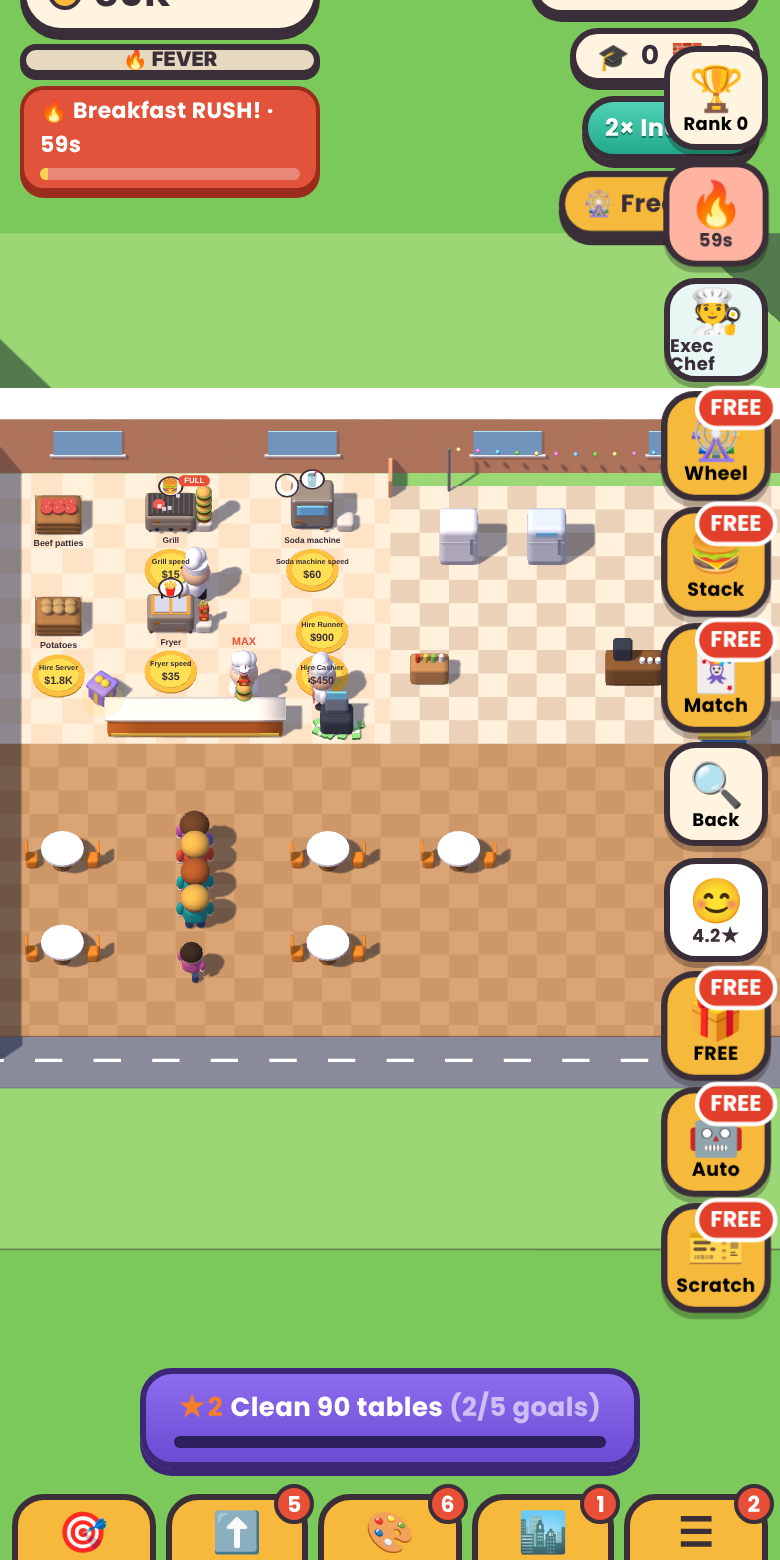 FEVER
Breakfast RUSH! ·
59s
0
Rank 0
59s
Exec
Chef
FREE
Wheel
FREE
Stack
FREE
Match
Back
4.2★
FREE
FREE
FREE
Auto
FREE
Scratch
FULL
Beef patties
Grill
Soda machine
Grill speed
$15
Soda machine speed
$60
Potatoes
Fryer
Hire Runner
$900
MAX
Hire Server
$1.8K
Fryer speed
$35
Hire Cashier
$450
★2 Clean 90 tables (2/5 goals)
5
6
1
2